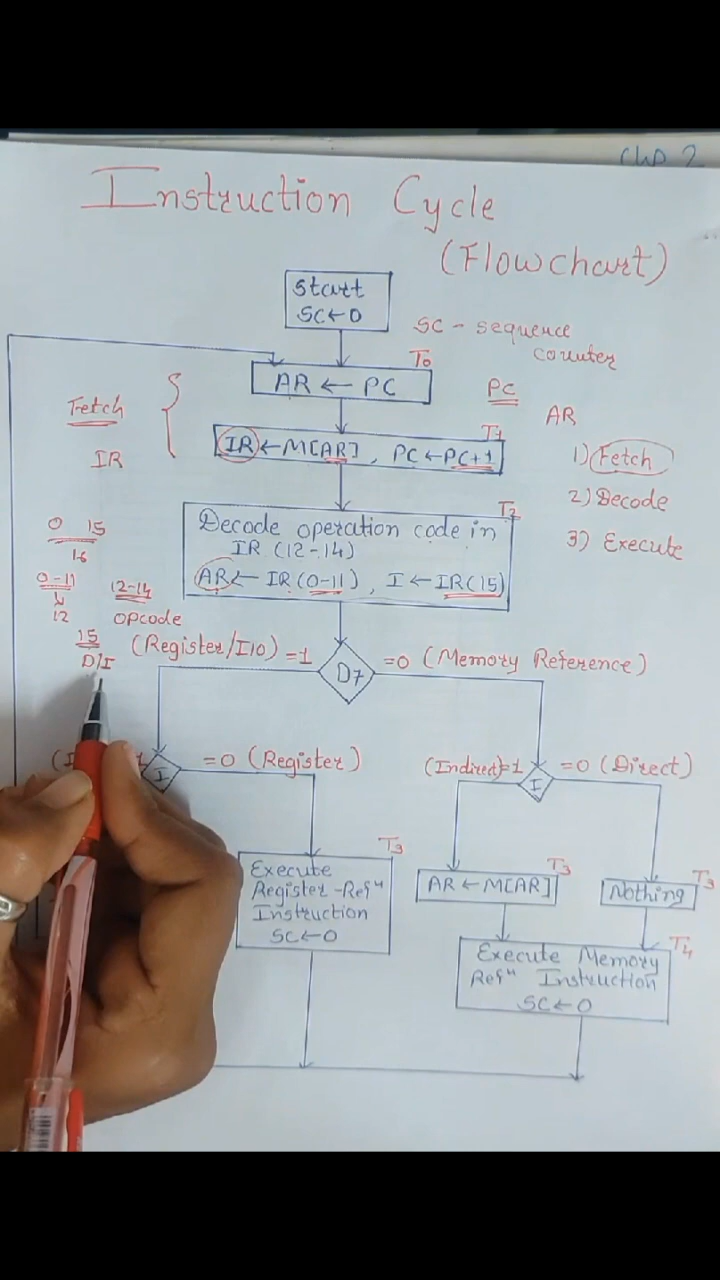 Chp 2
Instruction Cycle
(Flowchart)
Start
SC←0
SC - sequence
counter
T0
AR ← PC
PC
AR
Fetch
IR
T1
IR ← M[AR] , PC ← PC+1
1) Fetch
2) Decode
3) Execute
T2
Decode operation code in
IR (12-14)
AR ← IR(0-11) , I ← IR(15)
0 15
16
0-11
12
12-14
opcode
15
D/I
(Register/I/O) = 1
D7
=0 (Memory Reference)
1
I
=0 (Register)
(Indirect)=1
I
=0 (Direct)
T3
Execute
Register-Refn
Instruction
SC←0
T3
AR ← M[AR]
T3
Nothing
T4
Execute Memory
Refn Instruction
SC←0